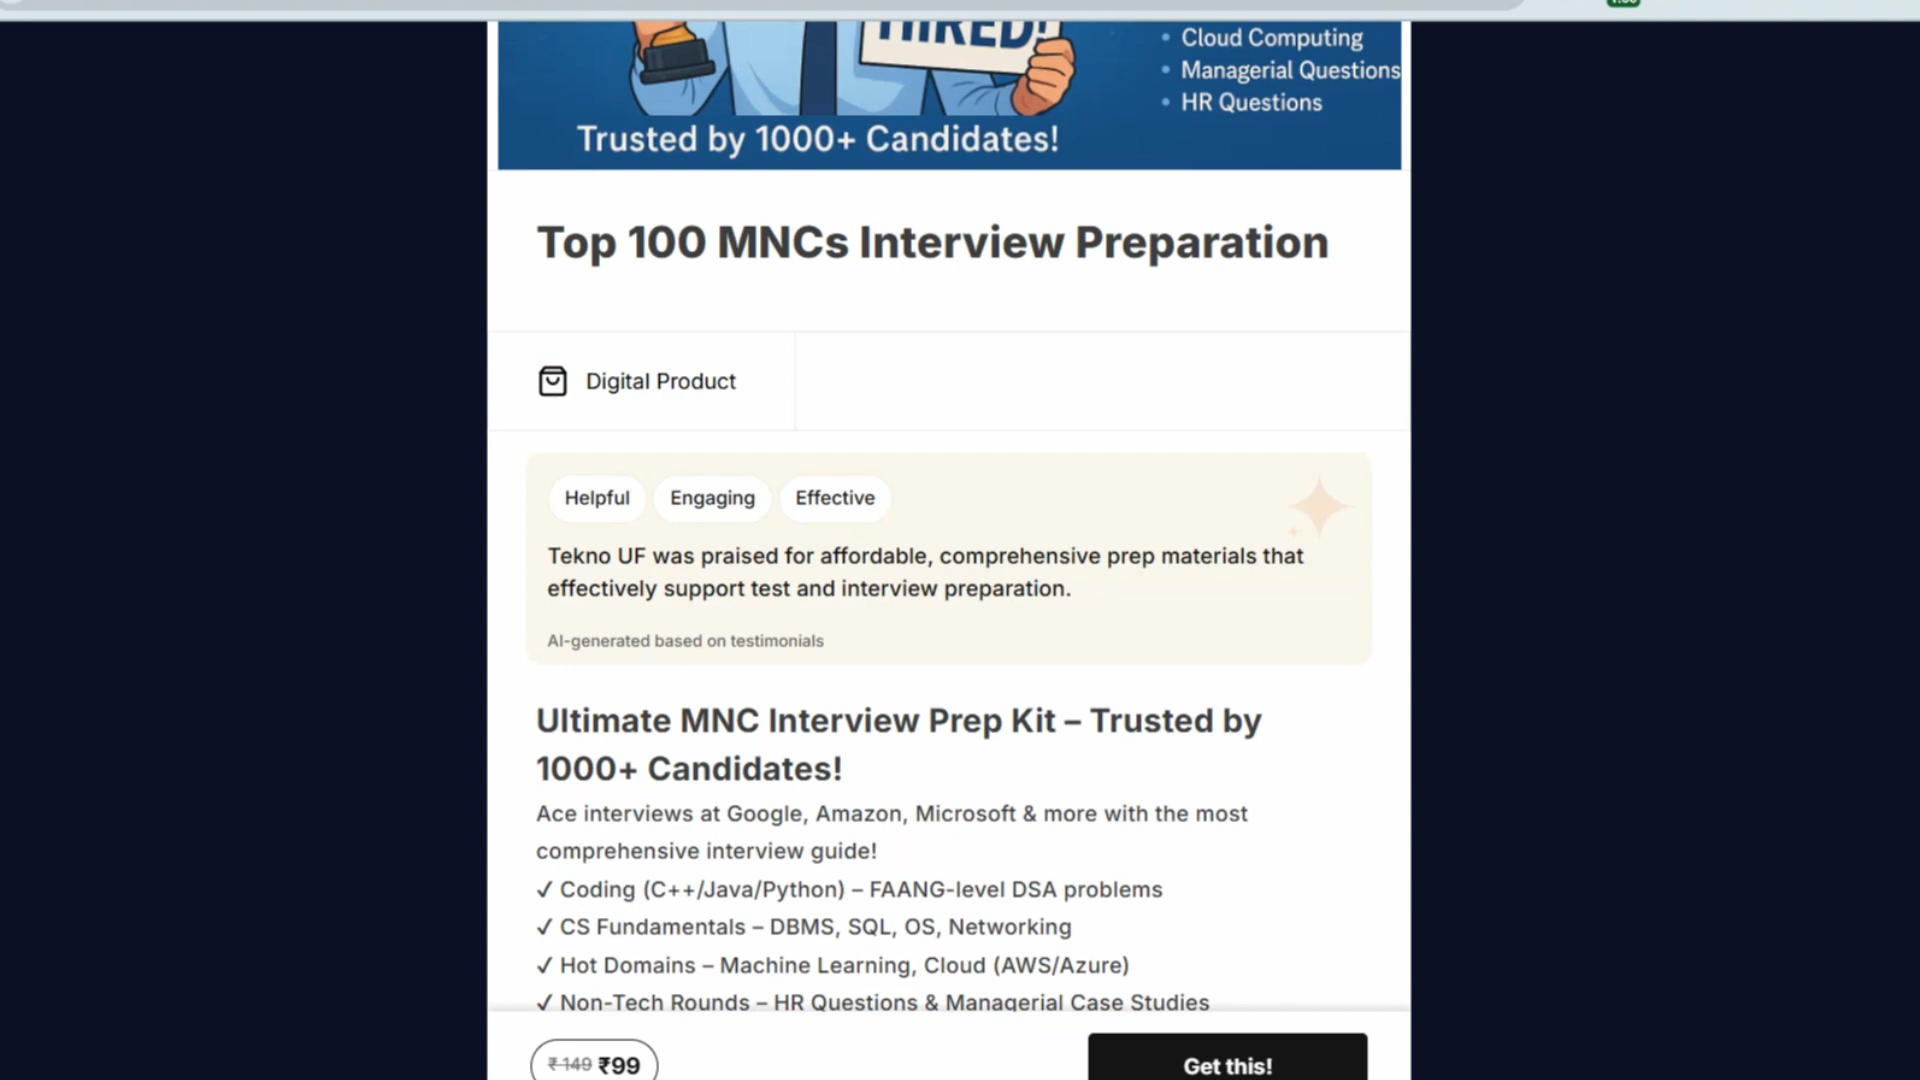 HIRED!
• Cloud Computing
• Managerial Questions
• HR Questions
Trusted by 1000+ Candidates!
Top 100 MNCs Interview Preparation
Digital Product
Helpful
Engaging
Effective
Tekno UF was praised for affordable, comprehensive prep materials that
effectively support test and interview preparation.
AI-generated based on testimonials
Ultimate MNC Interview Prep Kit – Trusted by
1000+ Candidates!
Ace interviews at Google, Amazon, Microsoft & more with the most
comprehensive interview guide!
✓ Coding (C++/Java/Python) – FAANG-level DSA problems
✓ CS Fundamentals – DBMS, SQL, OS, Networking
✓ Hot Domains – Machine Learning, Cloud (AWS/Azure)
✓ Non-Tech Rounds – HR Questions & Managerial Case Studies
₹ 149 ₹99
Get this!